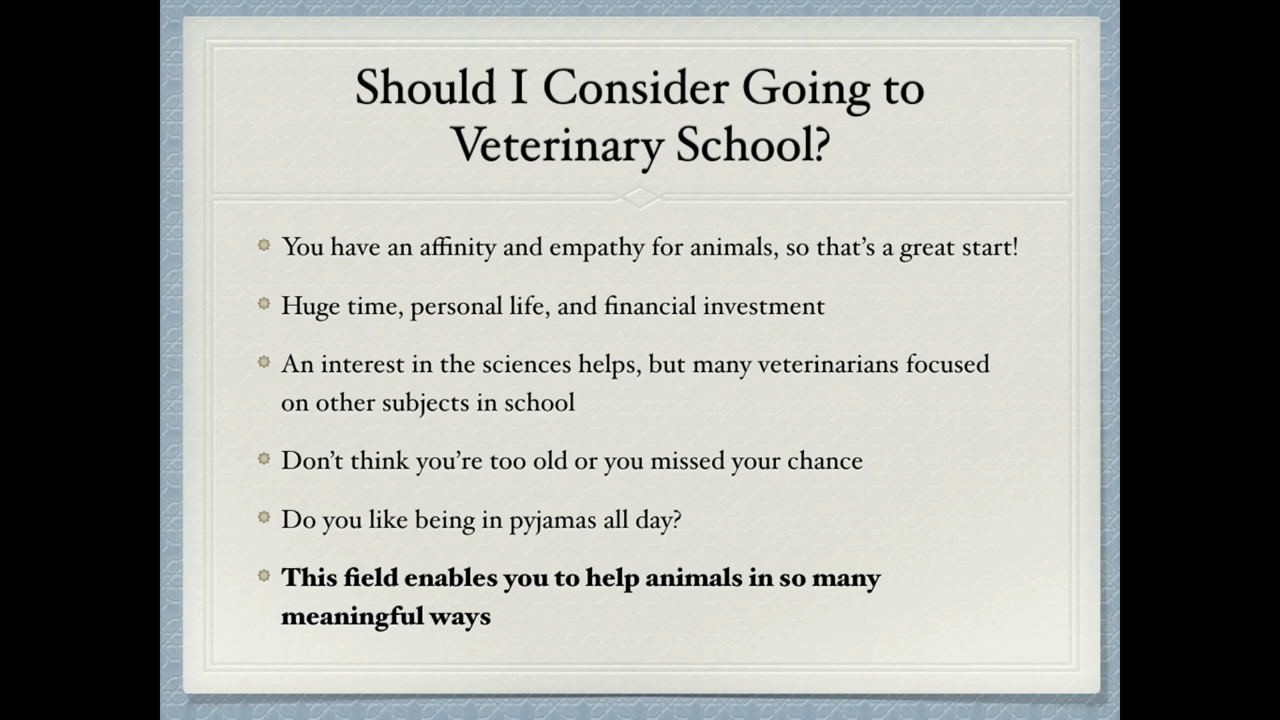 Should I Consider Going to
Veterinary School?
You have an affinity and empathy for animals, so that's a great start!
Huge time, personal life, and financial investment
An interest in the sciences helps, but many veterinarians focused
on other subjects in school
Don't think you're too old or you missed your chance
Do you like being in pyjamas all day?
This field enables you to help animals in so many
meaningful ways